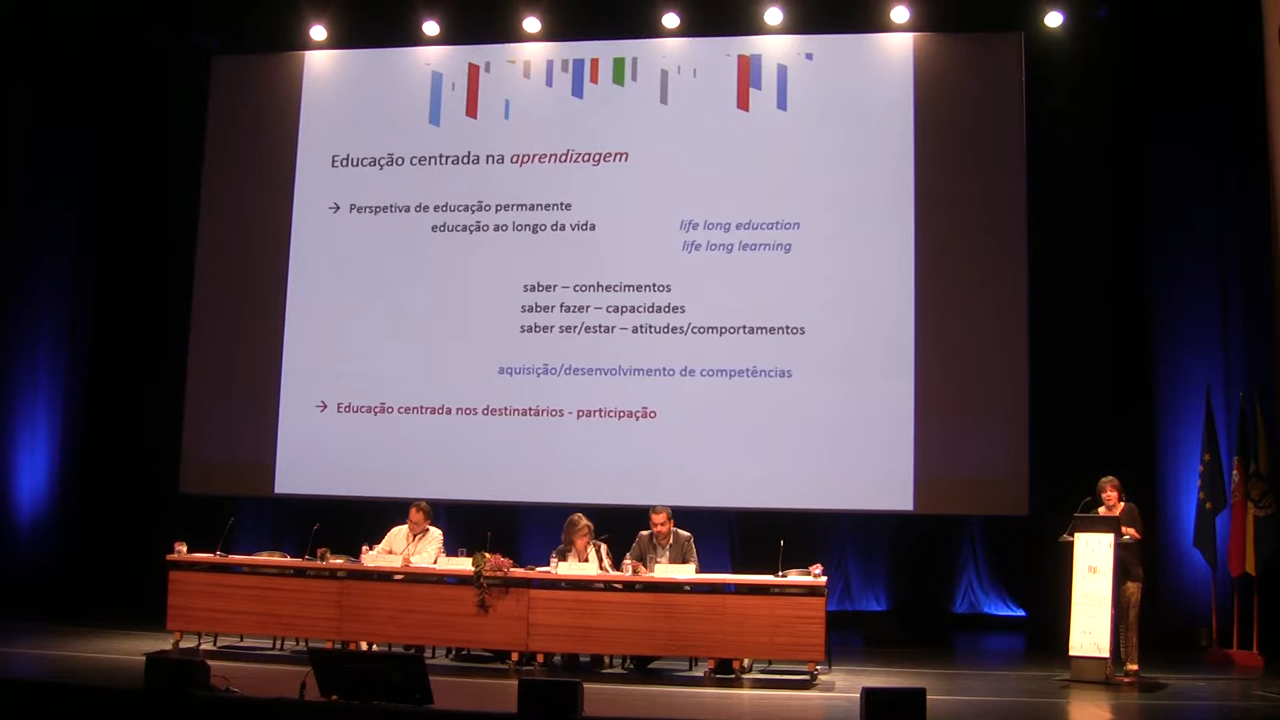 Educação centrada na aprendizagem
→ Perspetiva de educação permanente
educação ao longo da vida
life long education
life long learning
saber – conhecimentos
saber fazer – capacidades
saber ser/estar – atitudes/comportamentos
aquisição/desenvolvimento de competências
→ Educação centrada nos destinatários - participação